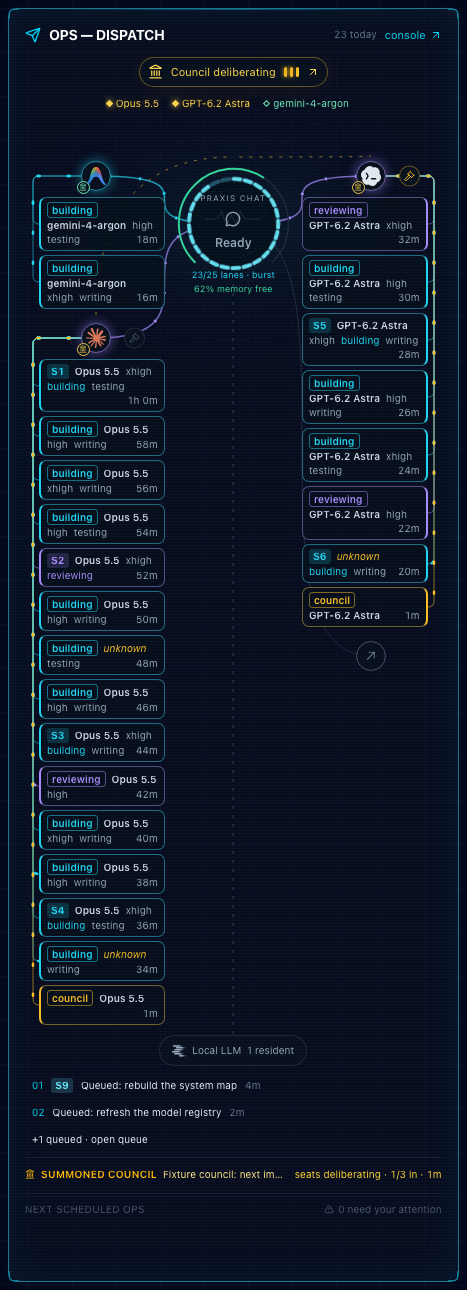 OPS — DISPATCH
23 today console
Council deliberating
Opus 5.5 GPT-6.2 Astra gemini-4-argon
PRAXIS CHAT
Ready
23/25 lanes · burst
62% memory free
building
gemini-4-argon high
testing 18m
building
gemini-4-argon
xhigh writing 16m
S1 Opus 5.5 xhigh
building testing
1h 0m
building Opus 5.5
high writing 58m
building Opus 5.5
xhigh writing 56m
building Opus 5.5
high testing 54m
S2 Opus 5.5 xhigh
reviewing 52m
building Opus 5.5
high writing 50m
building unknown
testing 48m
building Opus 5.5
high writing 46m
S3 Opus 5.5 xhigh
building writing 44m
reviewing Opus 5.5
high 42m
building Opus 5.5
xhigh writing 40m
building Opus 5.5
high writing 38m
S4 Opus 5.5 xhigh
building testing 36m
building unknown
writing 34m
council Opus 5.5
1m
reviewing
GPT-6.2 Astra xhigh
32m
building
GPT-6.2 Astra high
testing 30m
S5 GPT-6.2 Astra
xhigh building writing
28m
building
GPT-6.2 Astra high
writing 26m
building
GPT-6.2 Astra xhigh
testing 24m
reviewing
GPT-6.2 Astra high
22m
S6 unknown
building writing 20m
council
GPT-6.2 Astra 1m
Local LLM 1 resident
01 S9 Queued: rebuild the system map 4m
02 Queued: refresh the model registry 2m
+1 queued · open queue
SUMMONED COUNCIL Fixture council: next im... seats deliberating · 1/3 in · 1m
NEXT SCHEDULED OPS 0 need your attention